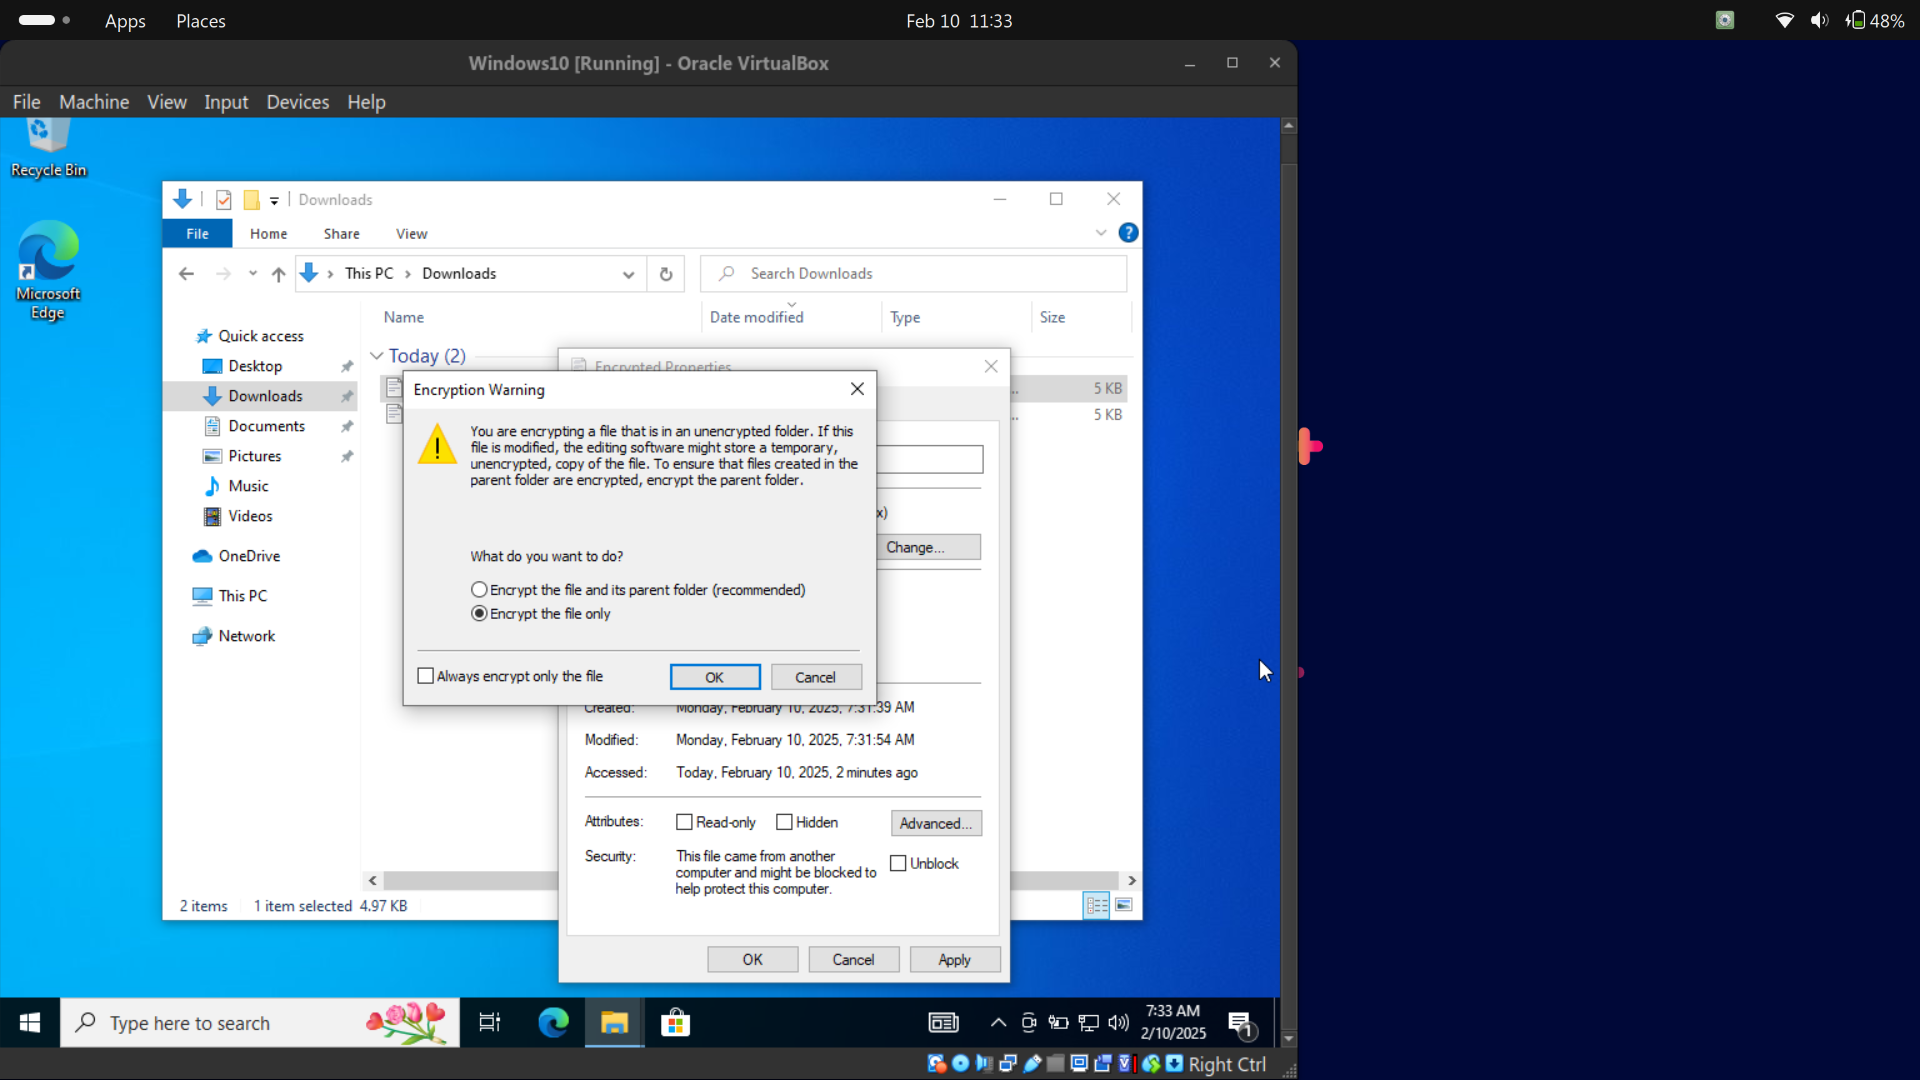 Apps Places Feb 10 11:33 48%
Windows10 [Running] - Oracle VirtualBox
File Machine View Input Devices Help
Recycle Bin
Microsoft
Edge
Downloads
File Home Share View
This PC Downloads Search Downloads
Name Date modified Type Size
Quick access
Desktop
Downloads
Documents
Pictures
Music
Videos
OneDrive
This PC
Network
Today (2)
5 KB
5 KB
Encrypted Properties
Encryption Warning
You are encrypting a file that is in an unencrypted folder. If this
file is modified, the editing software might store a temporary,
unencrypted, copy of the file. To ensure that files created in the
parent folder are encrypted, encrypt the parent folder.
What do you want to do?
Encrypt the file and its parent folder (recommended)
Encrypt the file only
Always encrypt only the file OK Cancel
x)
Change...
Created: Monday, February 10, 2025, 7:31:39 AM
Modified: Monday, February 10, 2025, 7:31:54 AM
Accessed: Today, February 10, 2025, 2 minutes ago
Attributes: Read-only Hidden Advanced...
Security: This file came from another
computer and might be blocked to
help protect this computer.
Unblock
OK Cancel Apply
2 items 1 item selected 4.97 KB
Type here to search
7:33 AM
2/10/2025
1
Right Ctrl